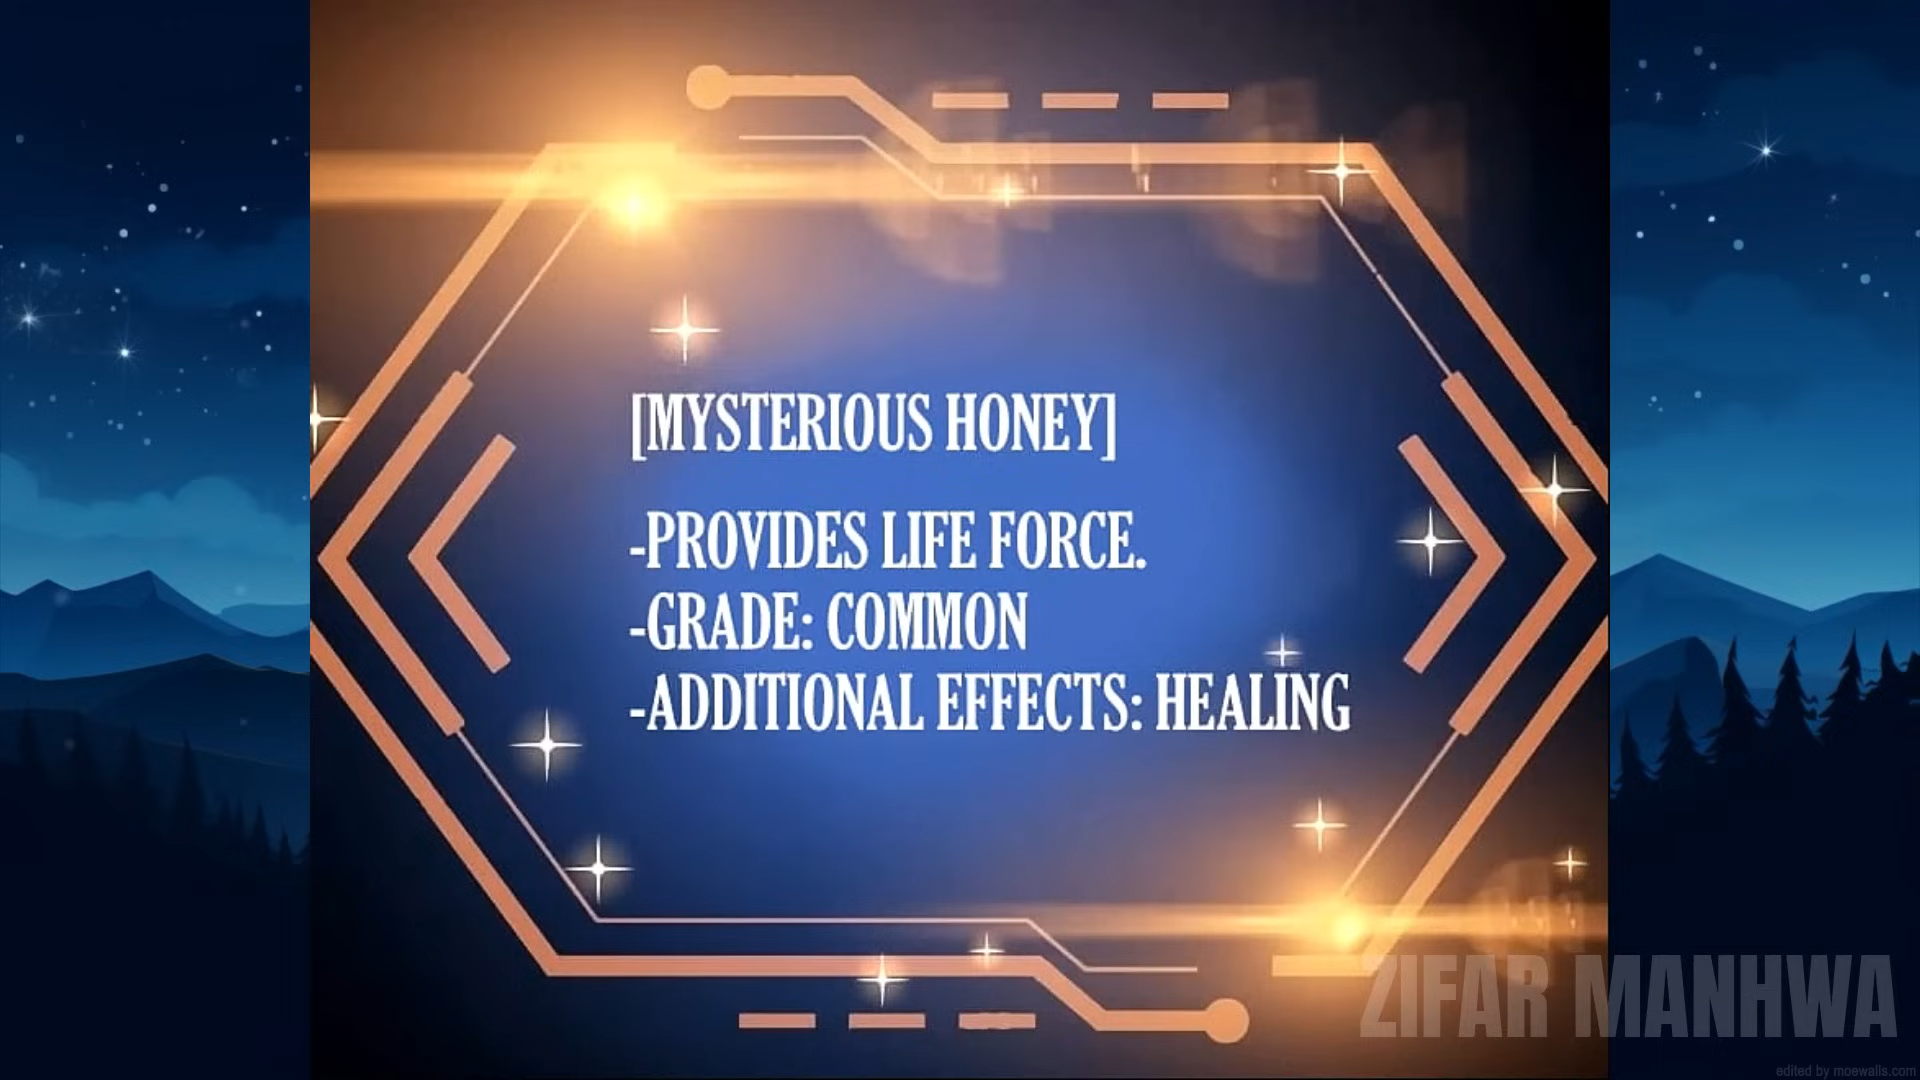 [MYSTERIOUS HONEY]
-PROVIDES LIFE FORCE.
-GRADE: COMMON
-ADDITIONAL EFFECTS: HEALING
ZIFAR MANHWA
edited by moewalls.com